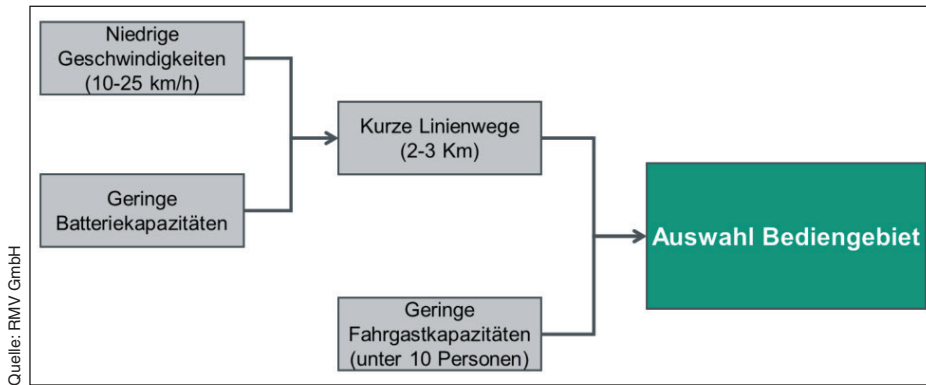 Niedrige
Geschwindigkeiten
(10-25 km/h)
Geringe
Batteriekapazitäten
Kurze Linienwege
(2-3 Km)
Geringe
Fahrgastkapazitäten
(unter 10 Personen)
Auswahl Bediengebiet
Quelle: RMV GmbH